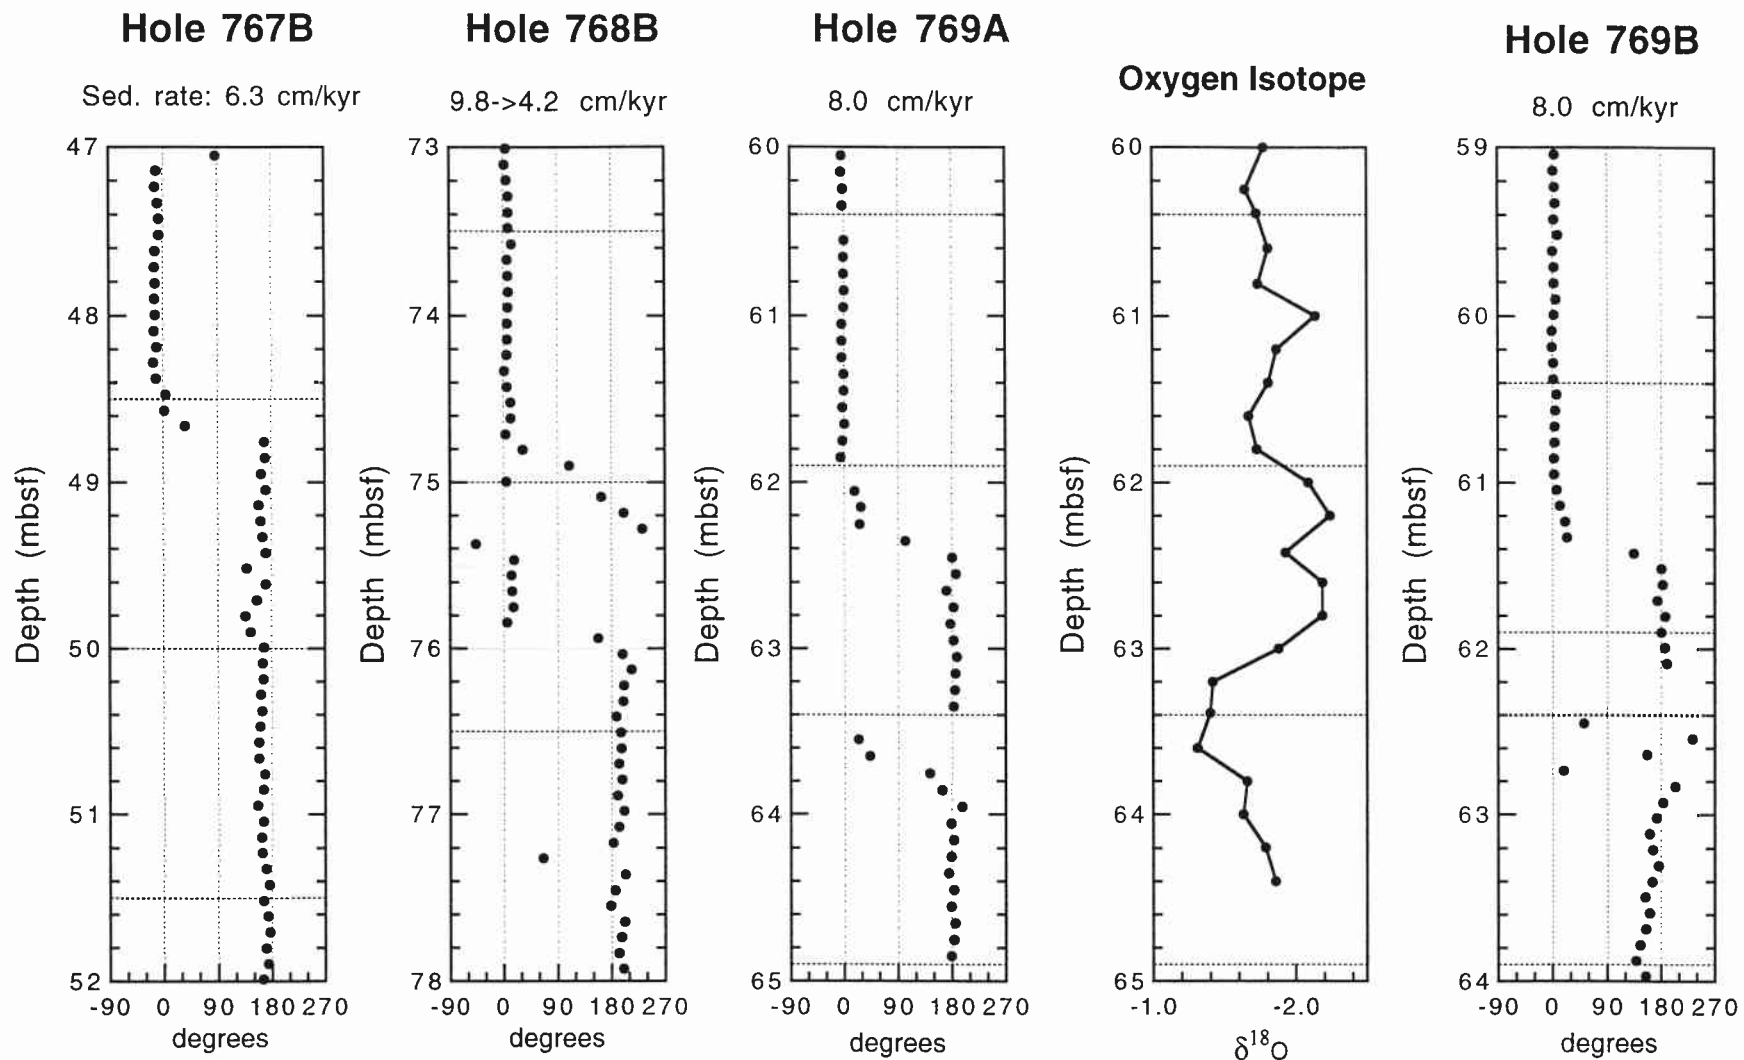 Hole 767B
Sed. rate: 6.3 cm/kyr
47
48
49
50
51
52
Depth (mbsf)
-90 0 90 180 270
degrees
Hole 768B
9.8->4.2 cm/kyr
73
74
75
76
77
78
Depth (mbsf)
-90 0 90 180 270
degrees
Hole 769A
8.0 cm/kyr
60
61
62
63
64
65
Depth (mbsf)
-90 0 90 180 270
degrees
Oxygen Isotope
60
61
62
63
64
65
Depth (mbsf)
-1.0 -2.0
δ¹⁸O
Hole 769B
8.0 cm/kyr
59
60
61
62
63
64
Depth (mbsf)
-90 0 90 180 270
degrees